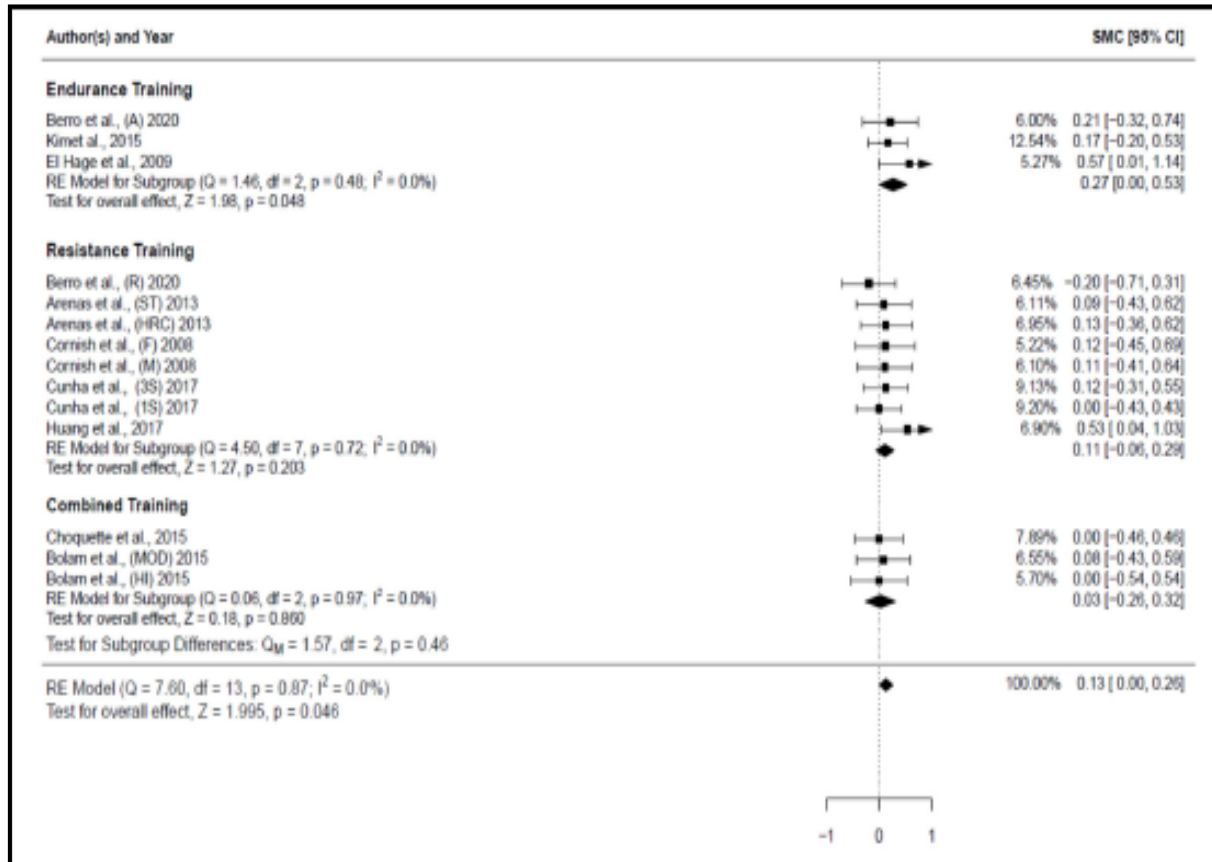 Author(s) and Year SMC [95% CI]
Endurance Training
Berro et al., (A) 2020 6.00% 0.21 [−0.32, 0.74]
Kimet al., 2015 12.54% 0.17 [−0.20, 0.53]
El Hage et al., 2009 5.27% 0.57 [ 0.01, 1.14]
RE Model for Subgroup (Q = 1.46, df = 2, p = 0.48; I² = 0.0%) 0.27 [0.00, 0.53]
Test for overall effect, Z = 1.98, p = 0.048
Resistance Training
Berro et al., (R) 2020 6.45% −0.20 [−0.71, 0.31]
Arenas et al., (ST) 2013 6.11% 0.09 [−0.43, 0.62]
Arenas et al., (HRC) 2013 6.95% 0.13 [−0.36, 0.62]
Cornish et al., (F) 2008 5.22% 0.12 [−0.45, 0.69]
Cornish et al., (M) 2008 6.10% 0.11 [−0.41, 0.64]
Cunha et al., (3S) 2017 9.13% 0.12 [−0.31, 0.55]
Cunha et al., (1S) 2017 9.20% 0.00 [−0.43, 0.43]
Huang et al., 2017 6.90% 0.53 [ 0.04, 1.03]
RE Model for Subgroup (Q = 4.50, df = 7, p = 0.72; I² = 0.0%) 0.11 [−0.06, 0.29]
Test for overall effect, Z = 1.27, p = 0.203
Combined Training
Choquette et al., 2015 7.89% 0.00 [−0.46, 0.46]
Bolam et al., (MOD) 2015 6.55% 0.08 [−0.43, 0.59]
Bolam et al., (HI) 2015 5.70% 0.00 [−0.54, 0.54]
RE Model for Subgroup (Q = 0.06, df = 2, p = 0.97; I² = 0.0%) 0.03 [−0.26, 0.32]
Test for overall effect, Z = 0.18, p = 0.860
Test for Subgroup Differences: Q_M = 1.57, df = 2, p = 0.46
RE Model (Q = 7.60, df = 13, p = 0.87; I² = 0.0%) 100.00% 0.13 [ 0.00, 0.26]
Test for overall effect, Z = 1.995, p = 0.046
−1 0 1